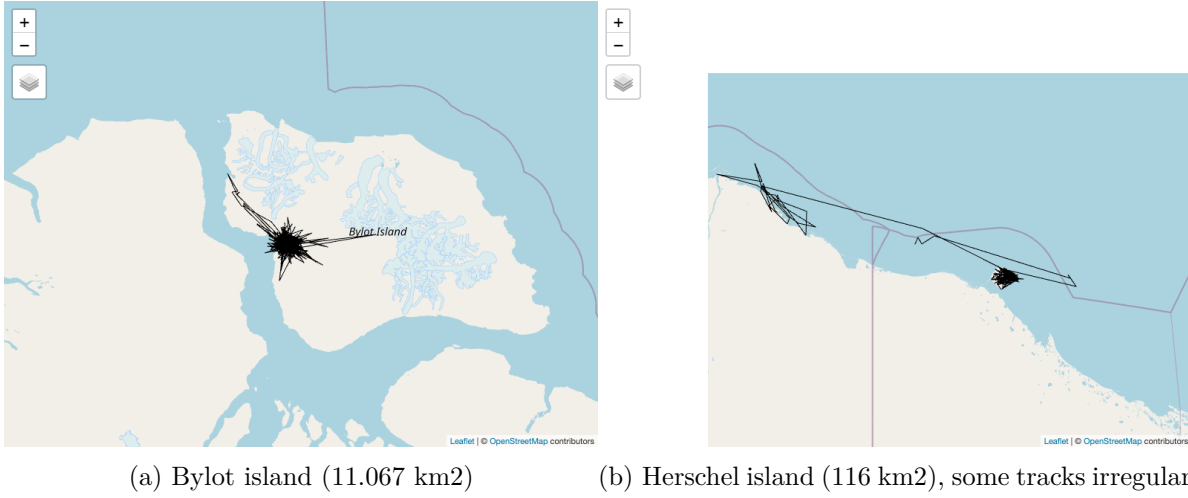 +
−
Bylot Island
Leaflet | © OpenStreetMap contributors
(a) Bylot island (11.067 km2)
+
−
Leaflet | © OpenStreetMap contributors
(b) Herschel island (116 km2), some tracks irregular